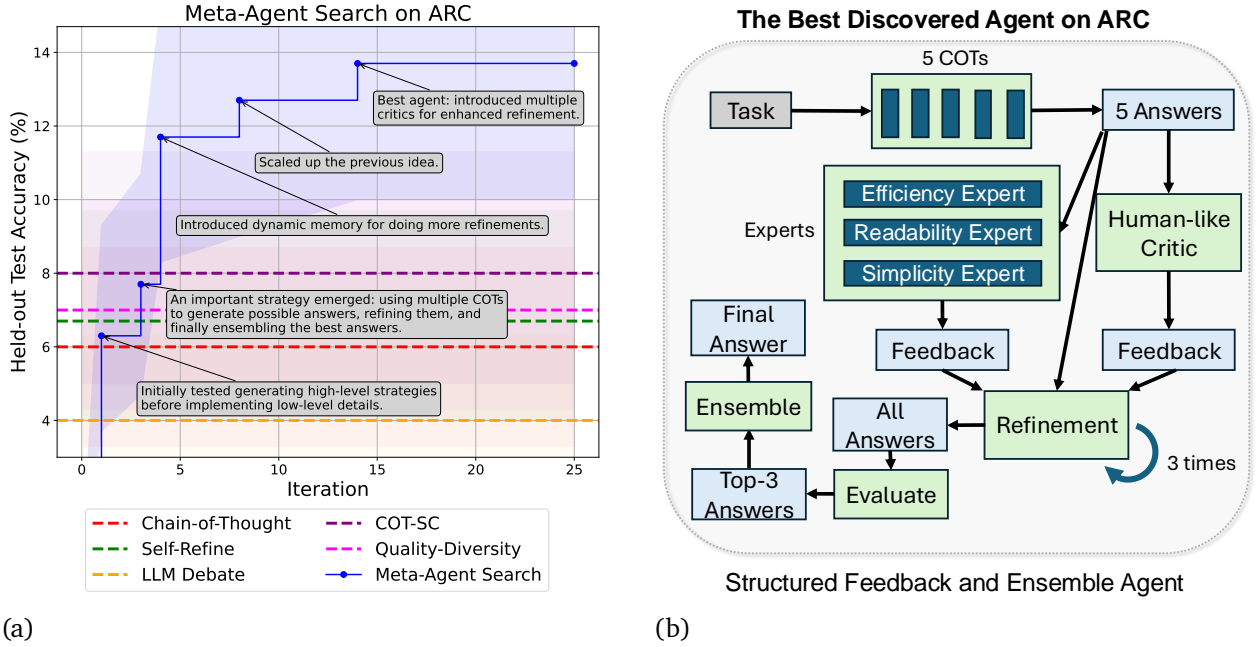 Meta-Agent Search on ARC
Held-out Test Accuracy (%)
14
12
10
8
6
4
Best agent: introduced multiple
critics for enhanced refinement.
Scaled up the previous idea.
Introduced dynamic memory for doing more refinements.
An important strategy emerged: using multiple COTs
to generate possible answers, refining them, and
finally ensembling the best answers.
Initially tested generating high-level strategies
before implementing low-level details.
0
5
10
15
20
25
Iteration
Chain-of-Thought
Self-Refine
LLM Debate
COT-SC
Quality-Diversity
Meta-Agent Search
(a)
The Best Discovered Agent on ARC
5 COTs
Task
5 Answers
Experts
Efficiency Expert
Readability Expert
Simplicity Expert
Human-like
Critic
Feedback
Feedback
Final
Answer
Ensemble
All
Answers
Refinement
3 times
Top-3
Answers
Evaluate
Structured Feedback and Ensemble Agent
(b)